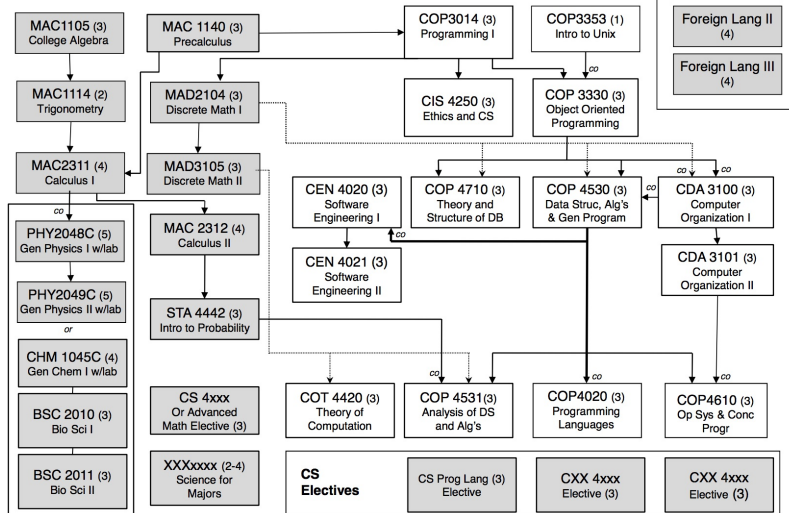 MAC1105 (3)
College Algebra
MAC 1140 (3)
Precalculus
COP3014 (3)
Programming I
COP3353 (1)
Intro to Unix
Foreign Lang II
(4)
Foreign Lang III
(4)
co
MAC1114 (2)
Trigonometry
MAD2104 (3)
Discrete Math I
CIS 4250 (3)
Ethics and CS
COP 3330 (3)
Object Oriented
Programming
MAC2311 (4)
Calculus I
MAD3105 (3)
Discrete Math II
co
co
CEN 4020 (3)
Software
Engineering I
COP 4710 (3)
Theory and
Structure of DB
COP 4530 (3)
Data Struc, Alg's
& Gen Program
co
CDA 3100 (3)
Computer
Organization I
co
PHY2048C (5)
Gen Physics I w/lab
MAC 2312 (4)
Calculus II
co
CEN 4021 (3)
Software
Engineering II
CDA 3101 (3)
Computer
Organization II
PHY2049C (5)
Gen Physics II w/lab
or
STA 4442 (3)
Intro to Probability
CHM 1045C (4)
Gen Chem I w/lab
co
co
co
BSC 2010 (3)
Bio Sci I
CS 4xxx
Or Advanced
Math Elective (3)
COT 4420 (3)
Theory of
Computation
COP 4531(3)
Analysis of DS
and Alg's
COP4020 (3)
Programming
Languages
COP4610 (3)
Op Sys & Conc
Progr
BSC 2011 (3)
Bio Sci II
XXXxxxx (2-4)
Science for
Majors
CS
Electives
CS Prog Lang (3)
Elective
CXX 4xxx
Elective (3)
CXX 4xxx
Elective (3)